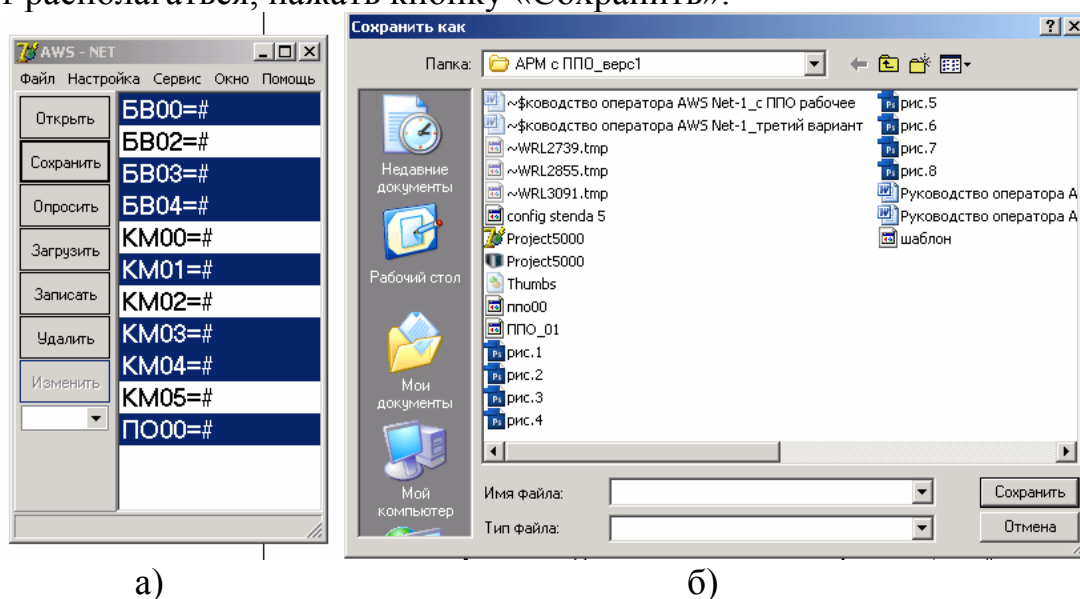 располагаться, нажать кнопку «Сохранить».
AWS - NET
Файл Настройка Сервис Окно Помощь
Открыть
Сохранить
Опросить
Загрузить
Записать
Удалить
Изменить
БВ00=#
БВ02=#
БВ03=#
БВ04=#
КМ00=#
КМ01=#
КМ02=#
КМ03=#
КМ04=#
КМ05=#
ПО00=#
Сохранить как
Папка: АРМ с ППО_верс1
Недавние
документы
Рабочий стол
Мои
документы
Мой
компьютер
~$ководство оператора AWS Net-1_с ППО рабочее
~$ководство оператора AWS Net-1_третий вариант
~WRL2739.tmp
~WRL2855.tmp
~WRL3091.tmp
config stenda 5
Project5000
Project5000
Thumbs
ппо00
ППО_01
рис.1
рис.2
рис.3
рис.4
рис.5
рис.6
рис.7
рис.8
Руководство оператора А
Руководство оператора А
шаблон
Имя файла:
Сохранить
Тип файла:
Отмена
а)
б)